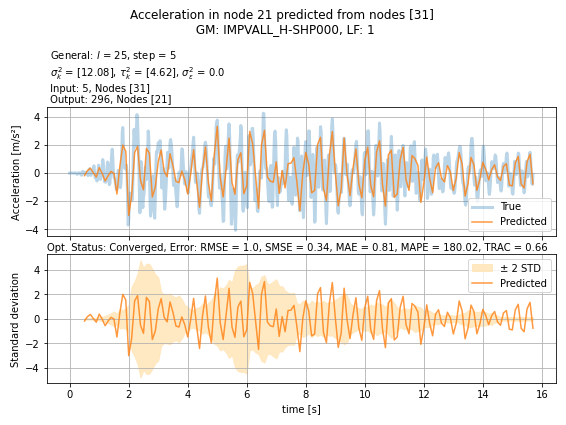 Acceleration in node 21 predicted from nodes [31]
GM: IMPVALL_H-SHP000, LF: 1
General: l = 25, step = 5
σ²ₖ = [12.08], τ²ₖ = [4.62], σ²ε = 0.0
Input: 5, Nodes [31]
Output: 296, Nodes [21]
Acceleration [m/s²]
4
2
0
−2
−4
True
Predicted
Opt. Status: Converged, Error: RMSE = 1.0, SMSE = 0.34, MAE = 0.81, MAPE = 180.02, TRAC = 0.66
Standard deviation
4
2
0
−2
−4
± 2 STD
Predicted
0 2 4 6 8 10 12 14 16
time [s]